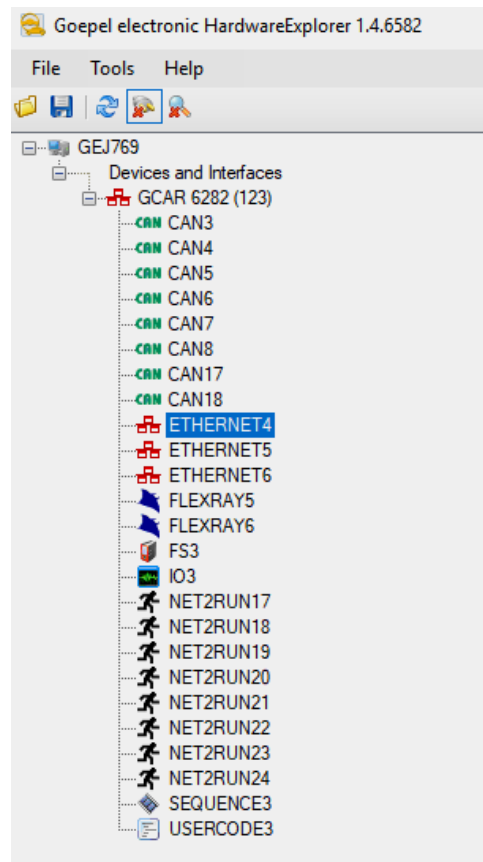 Goepel electronic HardwareExplorer 1.4.6582
File Tools Help
GEJ769
Devices and Interfaces
GCAR 6282 (123)
CAN CAN3
CAN CAN4
CAN CAN5
CAN CAN6
CAN CAN7
CAN CAN8
CAN CAN17
CAN CAN18
ETHERNET4
ETHERNET5
ETHERNET6
FLEXRAY5
FLEXRAY6
FS3
IO3
NET2RUN17
NET2RUN18
NET2RUN19
NET2RUN20
NET2RUN21
NET2RUN22
NET2RUN23
NET2RUN24
SEQUENCE3
USERCODE3